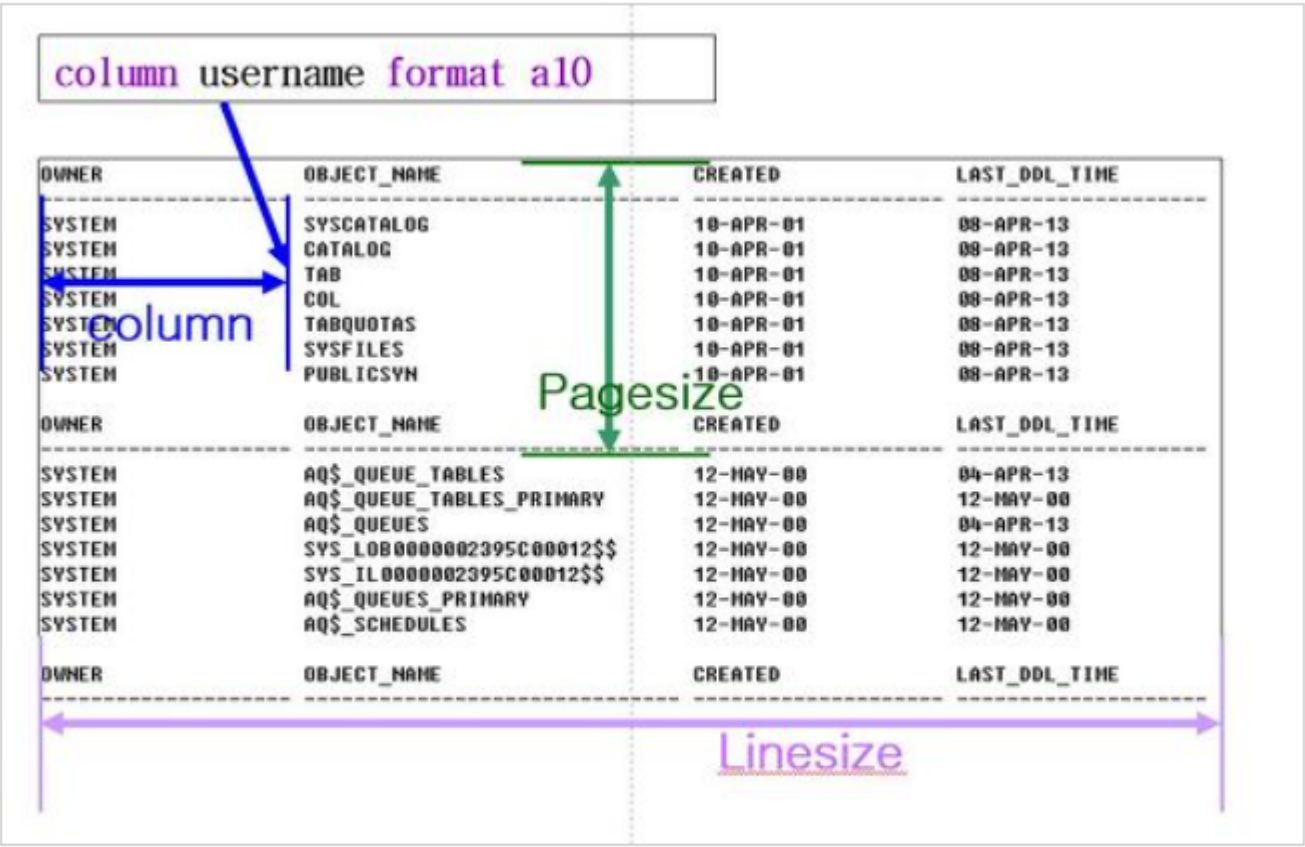 column username format a10
OWNER OBJECT_NAME CREATED LAST_DDL_TIME
SYSTEM SYSCATALOG 10-APR-01 08-APR-13
SYSTEM CATALOG 10-APR-01 08-APR-13
SYSTEM TAB 10-APR-01 08-APR-13
SYSTEM COL 10-APR-01 08-APR-13
SYSTEM TABQUOTAS 10-APR-01 08-APR-13
column
SYSTEM SYSFILES 10-APR-01 08-APR-13
SYSTEM PUBLICSYN 10-APR-01 08-APR-13
Pagesize
OWNER OBJECT_NAME CREATED LAST_DDL_TIME
SYSTEM AQ$_QUEUE_TABLES 12-MAY-00 04-APR-13
SYSTEM AQ$_QUEUE_TABLES_PRIMARY 12-MAY-00 12-MAY-00
SYSTEM AQ$_QUEUES 12-MAY-00 04-APR-13
SYSTEM SYS_LOB0000002395C00012$$ 12-MAY-00 12-MAY-00
SYSTEM SYS_IL0000002395C00012$$ 12-MAY-00 12-MAY-00
SYSTEM AQ$_QUEUES_PRIMARY 12-MAY-00 12-MAY-00
SYSTEM AQ$_SCHEDULES 12-MAY-00 12-MAY-00
OWNER OBJECT_NAME CREATED LAST_DDL_TIME
Linesize